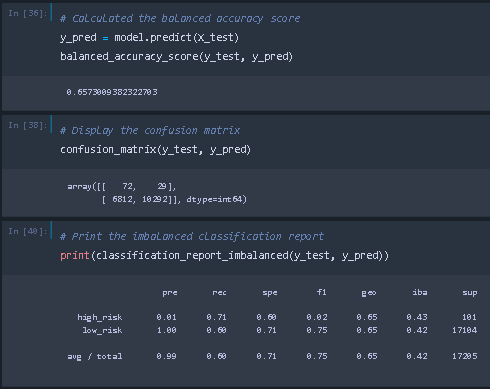 In [36]:
# Calculated the balanced accuracy score
y_pred = model.predict(X_test)
balanced_accuracy_score(y_test, y_pred)
0.6573009382322703
In [38]:
# Display the confusion matrix
confusion_matrix(y_test, y_pred)
array([[   72,    29],
[ 6812, 10292]], dtype=int64)
In [40]:
# Print the imbalanced classification report
print(classification_report_imbalanced(y_test, y_pred))
pre rec spe f1 geo iba sup
high_risk 0.01 0.71 0.60 0.02 0.65 0.43 101
low_risk 1.00 0.60 0.71 0.75 0.65 0.42 17104
avg / total 0.99 0.60 0.71 0.75 0.65 0.42 17205